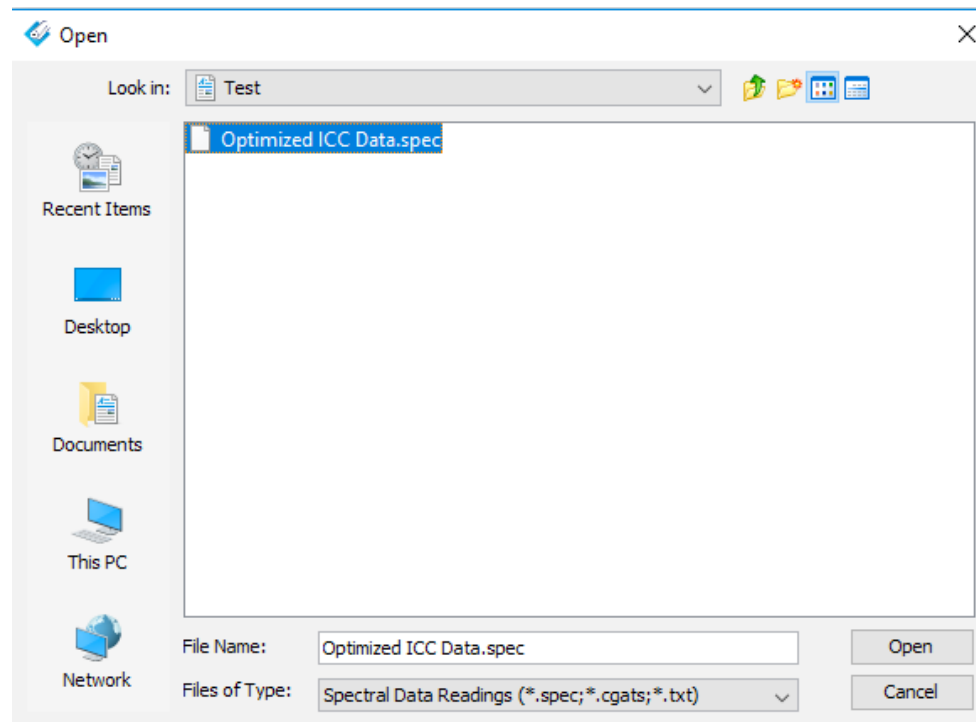 Open
Look in:
Test
Optimized ICC Data.spec
Recent Items
Desktop
Documents
This PC
Network
File Name:
Optimized ICC Data.spec
Open
Files of Type:
Spectral Data Readings (*.spec;*.cgats;*.txt)
Cancel